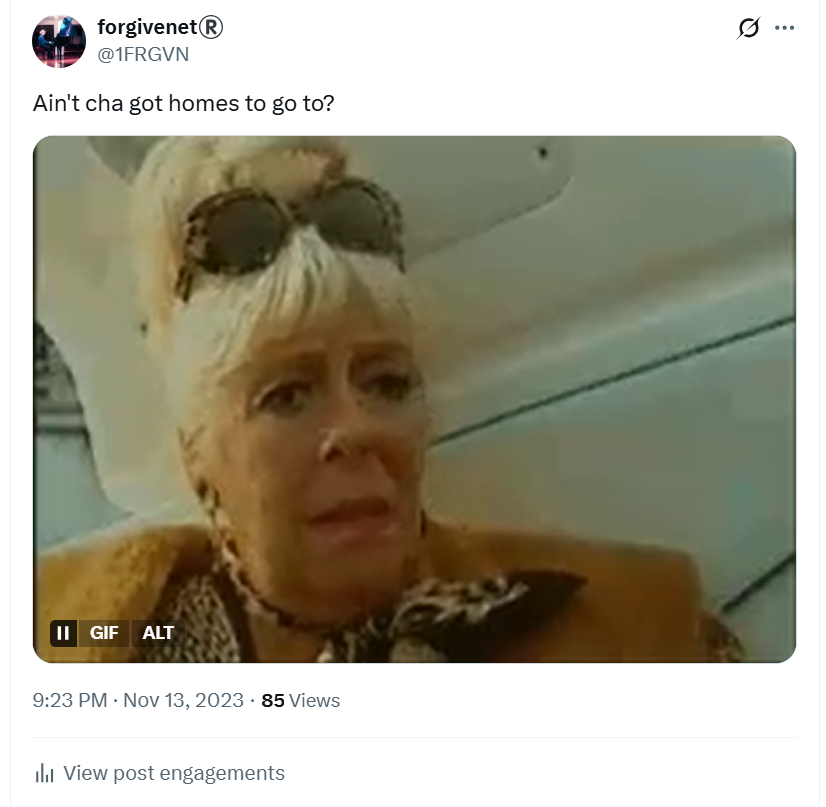 forgivenet®
@1FRGVN
Ain't cha got homes to go to?
GIF ALT
9:23 PM · Nov 13, 2023 · 85 Views
View post engagements